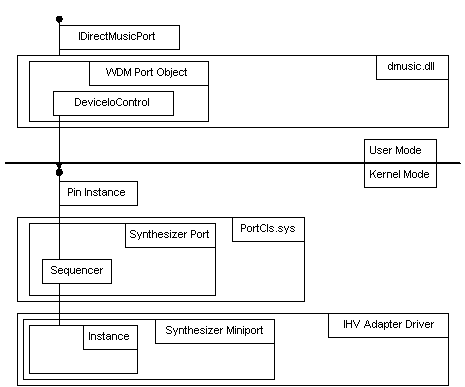 IDirectMusicPort
WDM Port Object
dmusic.dll
DeviceIoControl
User Mode
Kernel Mode
Pin Instance
Synthesizer Port
PortCls.sys
Sequencer
Instance
Synthesizer Miniport
IHV Adapter Driver